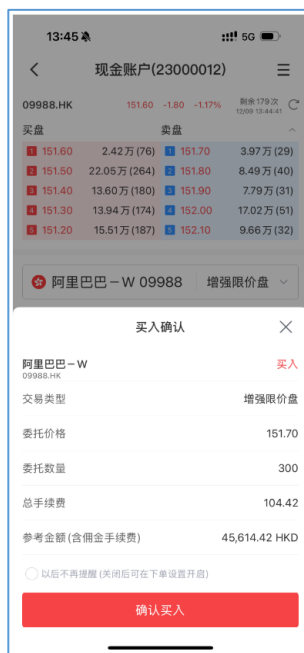 13:45 5G
现金账户(23000012)
09988.HK 151.60 -1.80 -1.17% 剩余179次
12/09 13:44:41
买盘 卖盘
1 151.60 2.42万(76) 1 151.70 3.97万(29)
2 151.50 22.05万(264) 2 151.80 8.49万(40)
3 151.40 13.60万(180) 3 151.90 7.79万(31)
4 151.30 13.94万(174) 4 152.00 17.02万(51)
5 151.20 15.51万(187) 5 152.10 9.66万(32)
阿里巴巴-W 09988 增强限价盘
买入确认
阿里巴巴-W 买入
09988.HK
交易类型 增强限价盘
委托价格 151.70
委托数量 300
总手续费 104.42
参考金额(含佣金手续费) 45,614.42 HKD
以后不再提醒(关闭后可在下单设置开启)
确认买入